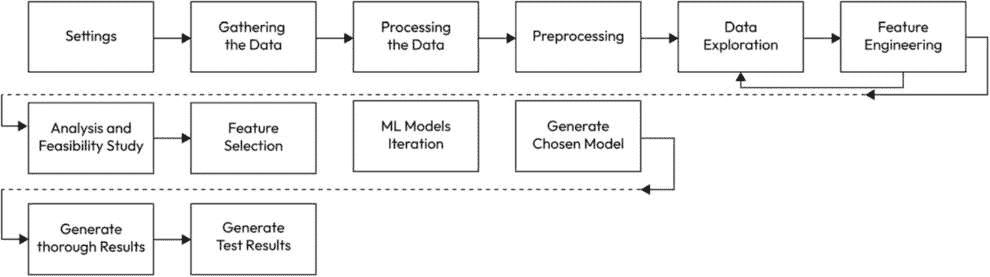 Settings
Gathering
the Data
Processing
the Data
Preprocessing
Data
Exploration
Feature
Engineering
Analysis and
Feasibility Study
Feature
Selection
ML Models
Iteration
Generate
Chosen Model
Generate
thorough Results
Generate
Test Results